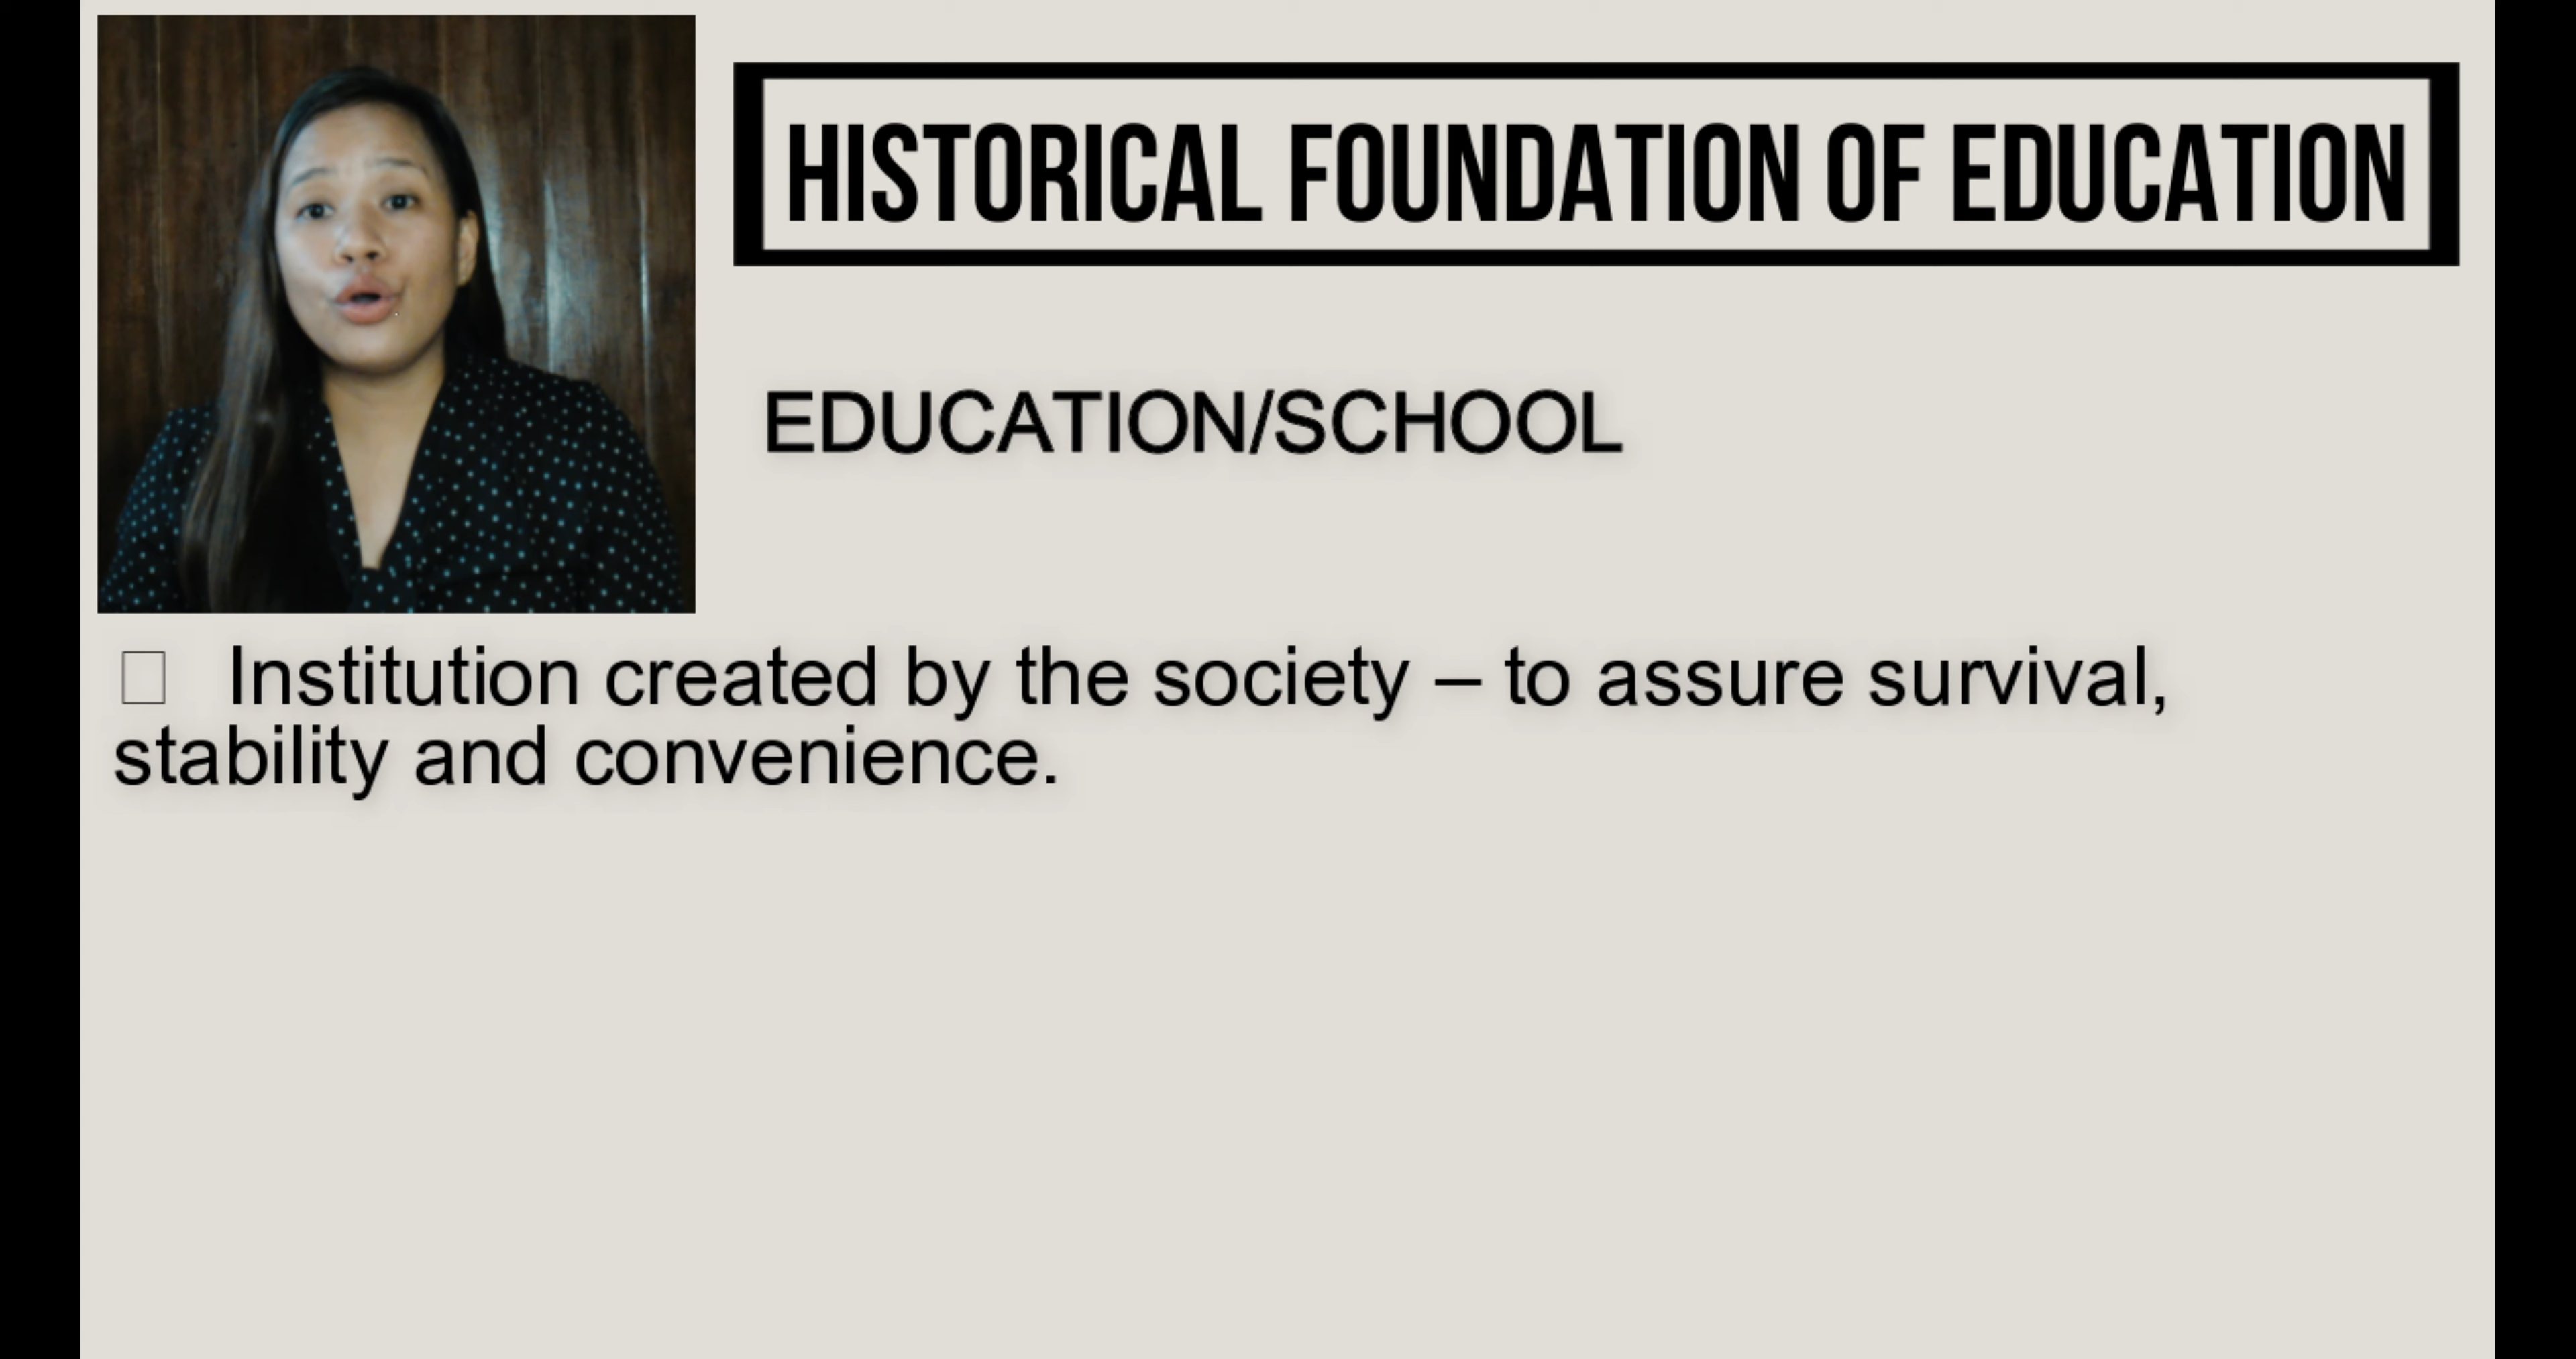 HISTORICAL FOUNDATION OF EDUCATION
EDUCATION/SCHOOL
Institution created by the society – to assure survival,
stability and convenience.